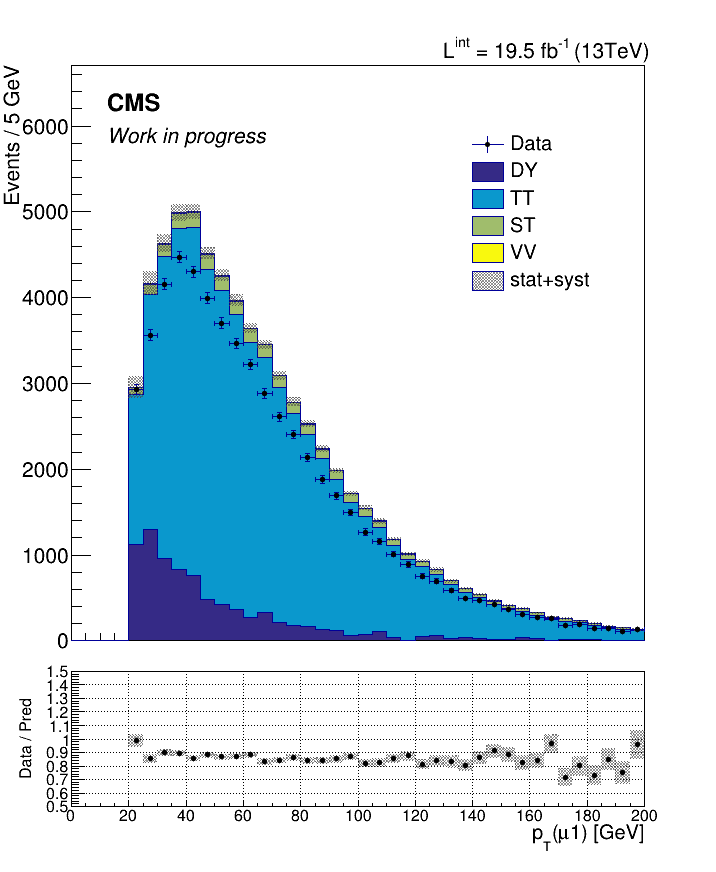 L^int = 19.5 fb^-1 (13TeV)
Events / 5 GeV
CMS
Work in progress
Data
DY
TT
ST
VV
stat+syst
6000
5000
4000
3000
2000
1000
0
Data / Pred
1.5
1.4
1.3
1.2
1.1
1
0.9
0.8
0.7
0.6
0.5
0 20 40 60 80 100 120 140 160 180 200
p_T(μ1) [GeV]